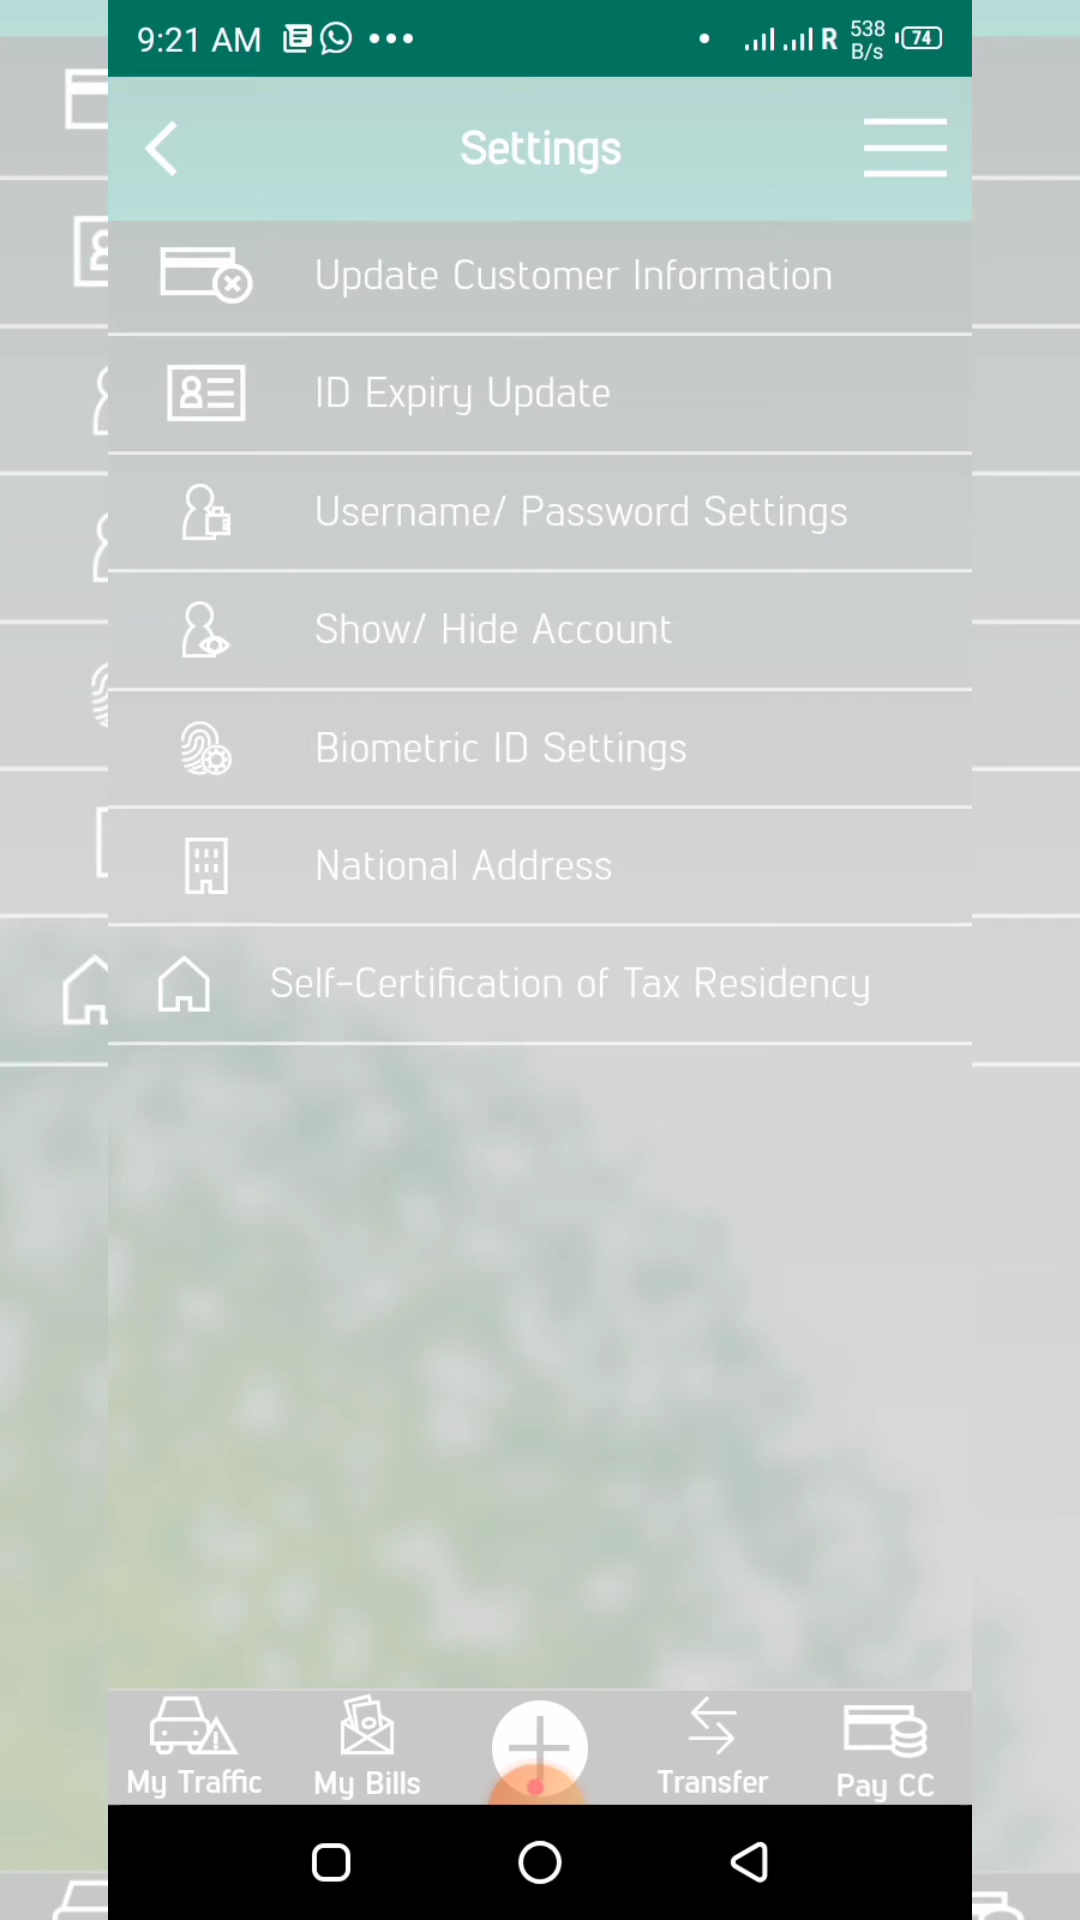 9:21 AM
R
538
B/s
74
Settings
Update Customer Information
ID Expiry Update
Username/ Password Settings
Show/ Hide Account
Biometric ID Settings
National Address
Self-Certification of Tax Residency
My Traffic
My Bills
Transfer
Pay CC